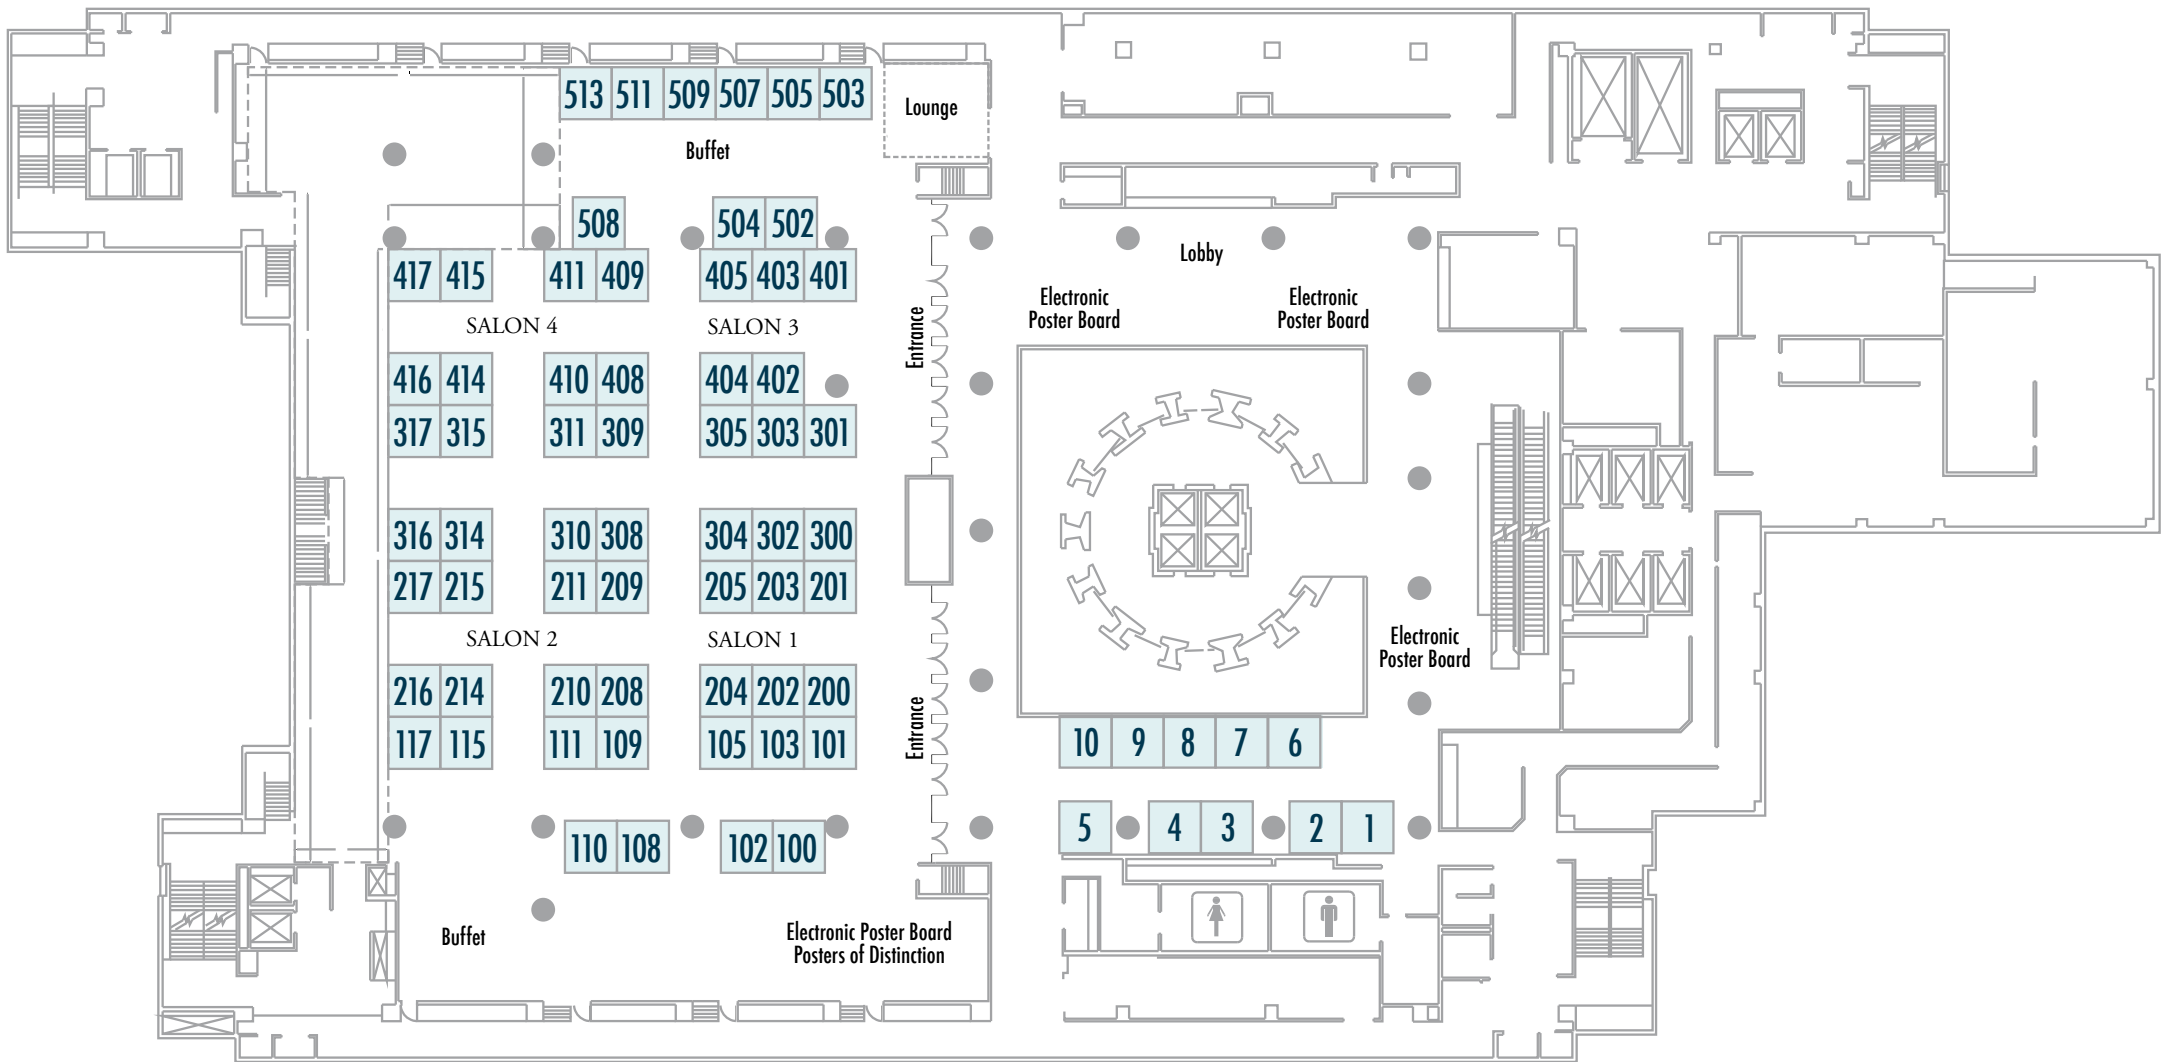 513 511 509 507 505 503
Lounge
Buffet
508 504 502
417 415 411 409 405 403 401
Lobby
Electronic
Poster Board
Electronic
Poster Board
SALON 4 SALON 3
Entrance
416 414 410 408 404 402
317 315 311 309 305 303 301
316 314 310 308 304 302 300
217 215 211 209 205 203 201
SALON 2 SALON 1
Electronic
Poster Board
216 214 210 208 204 202 200
117 115 111 109 105 103 101
Entrance
10 9 8 7 6
5 4 3 2 1
110 108 102 100
Buffet
Electronic Poster Board
Posters of Distinction